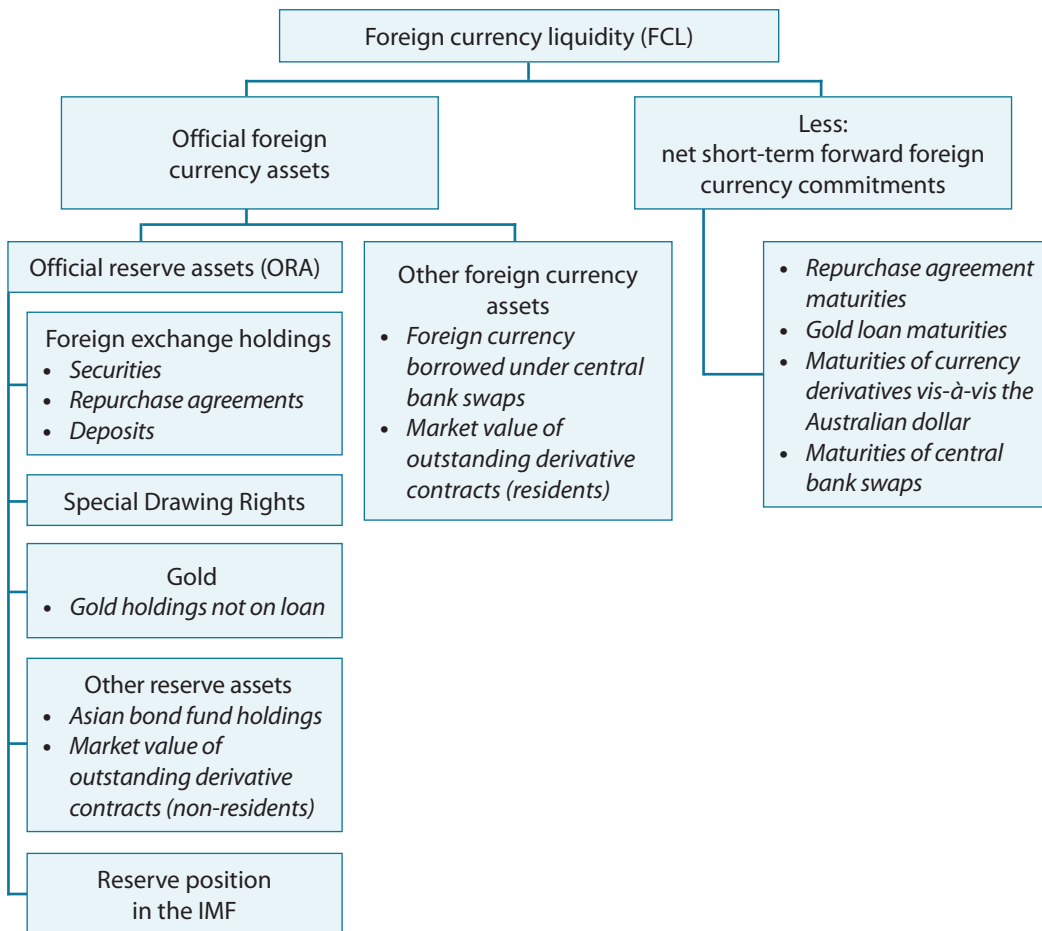 Foreign currency liquidity (FCL)
Official foreign
currency assets
Less:
net short-term forward foreign
currency commitments
Official reserve assets (ORA)
Foreign exchange holdings
• Securities
• Repurchase agreements
• Deposits
Special Drawing Rights
Gold
• Gold holdings not on loan
Other reserve assets
• Asian bond fund holdings
• Market value of
outstanding derivative
contracts (non-residents)
Reserve position
in the IMF
Other foreign currency
assets
• Foreign currency
borrowed under central
bank swaps
• Market value of
outstanding derivative
contracts (residents)
• Repurchase agreement
maturities
• Gold loan maturities
• Maturities of currency
derivatives vis-à-vis the
Australian dollar
• Maturities of central
bank swaps